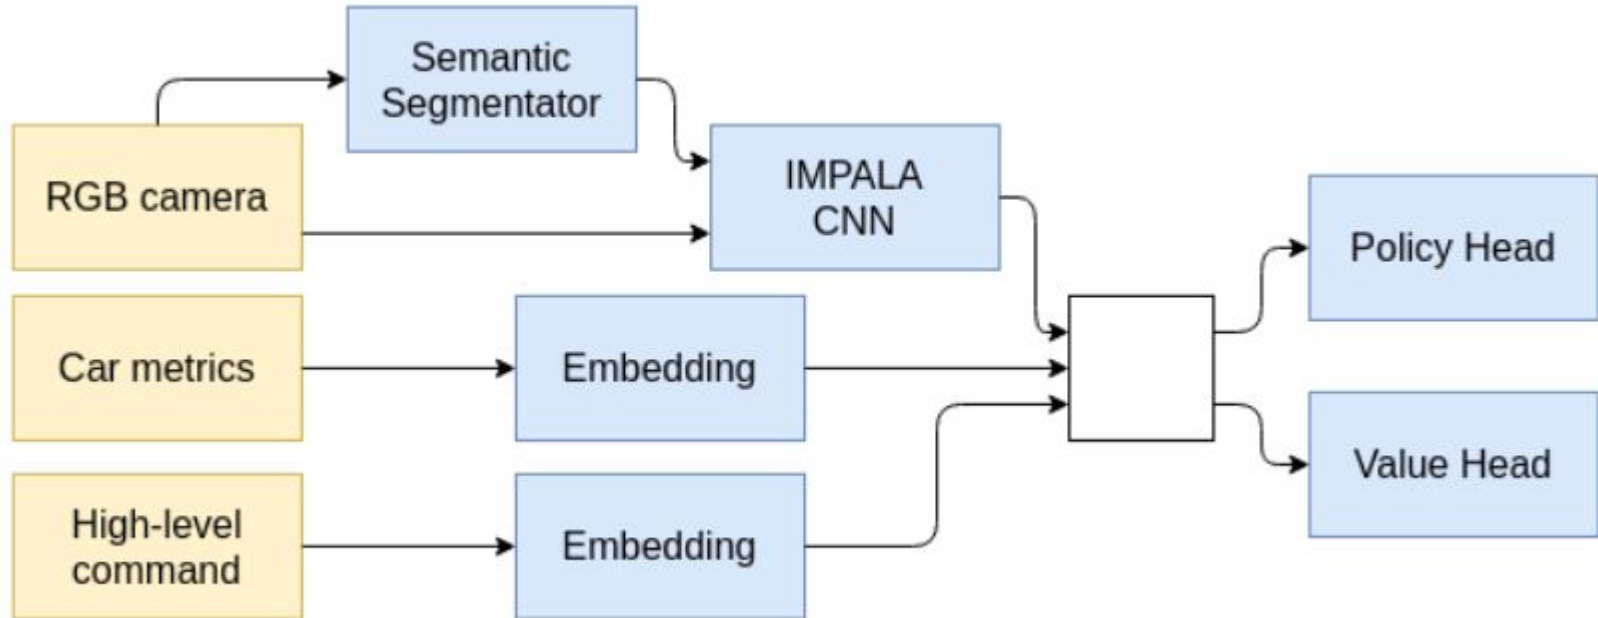 Semantic
Segmentator
RGB camera
IMPALA
CNN
Policy Head
Car metrics
Embedding
Value Head
High-level
command
Embedding